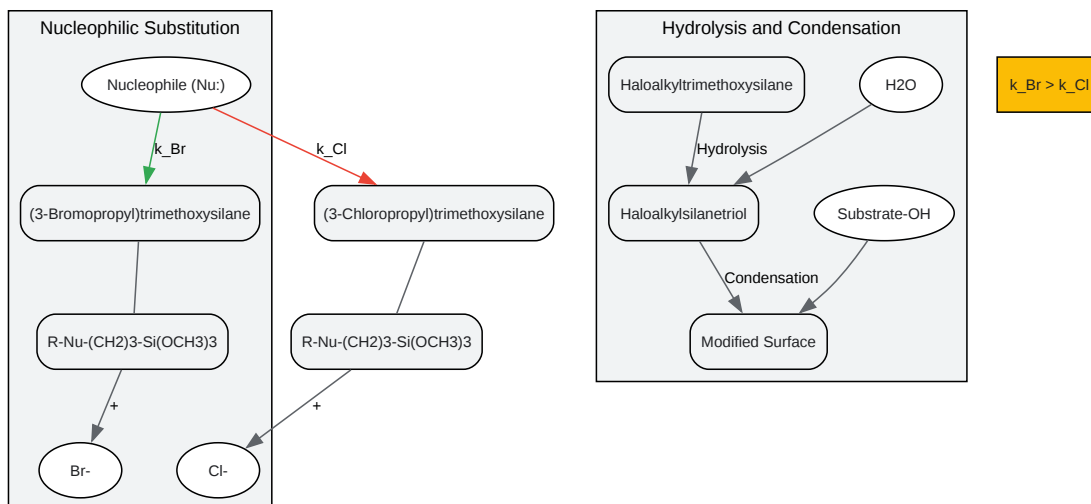 Nucleophilic Substitution
Nucleophile (Nu:)
k_Br
k_Cl
(3-Bromopropyl)trimethoxysilane
(3-Chloropropyl)trimethoxysilane
R-Nu-(CH2)3-Si(OCH3)3
R-Nu-(CH2)3-Si(OCH3)3
+
+
Br-
Cl-
Hydrolysis and Condensation
Haloalkyltrimethoxysilane
H2O
Hydrolysis
Haloalkylsilanetriol
Substrate-OH
Condensation
Modified Surface
k_Br > k_Cl